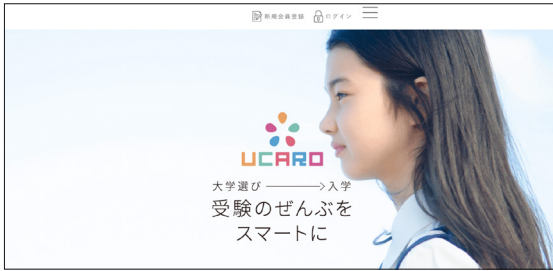 新規会員登録 ログイン
UCARO
大学選び → 入学
受験のぜんぶを
スマートに